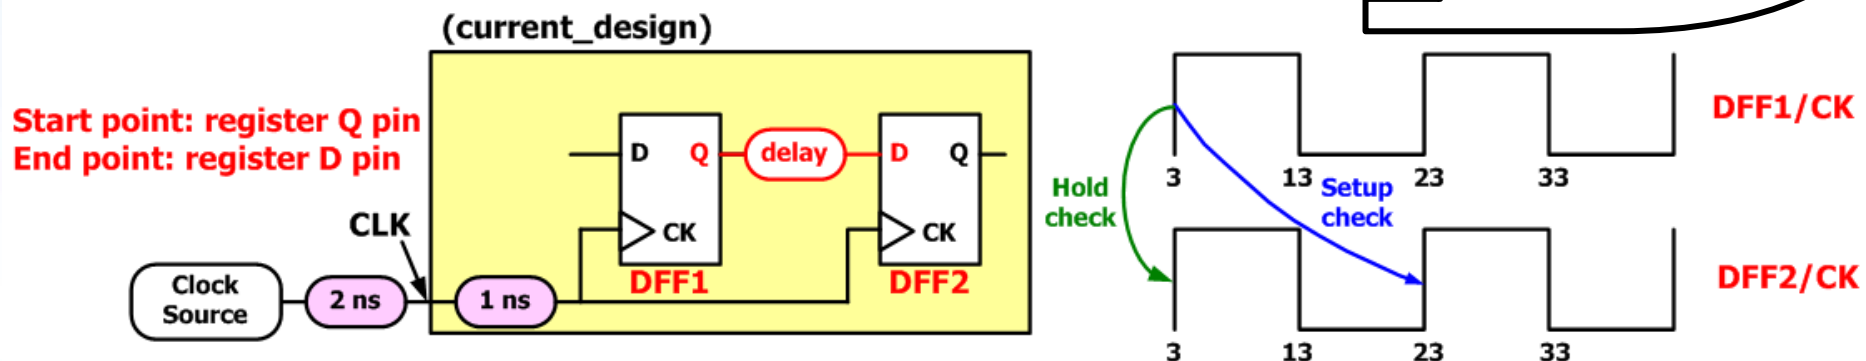 (current_design)
Start point: register Q pin
End point: register D pin
CLK
Clock
Source
2 ns
1 ns
D
Q
CK
DFF1
delay
D
Q
CK
DFF2
Hold
check
Setup
check
3
13
23
33
DFF1/CK
3
13
23
33
DFF2/CK